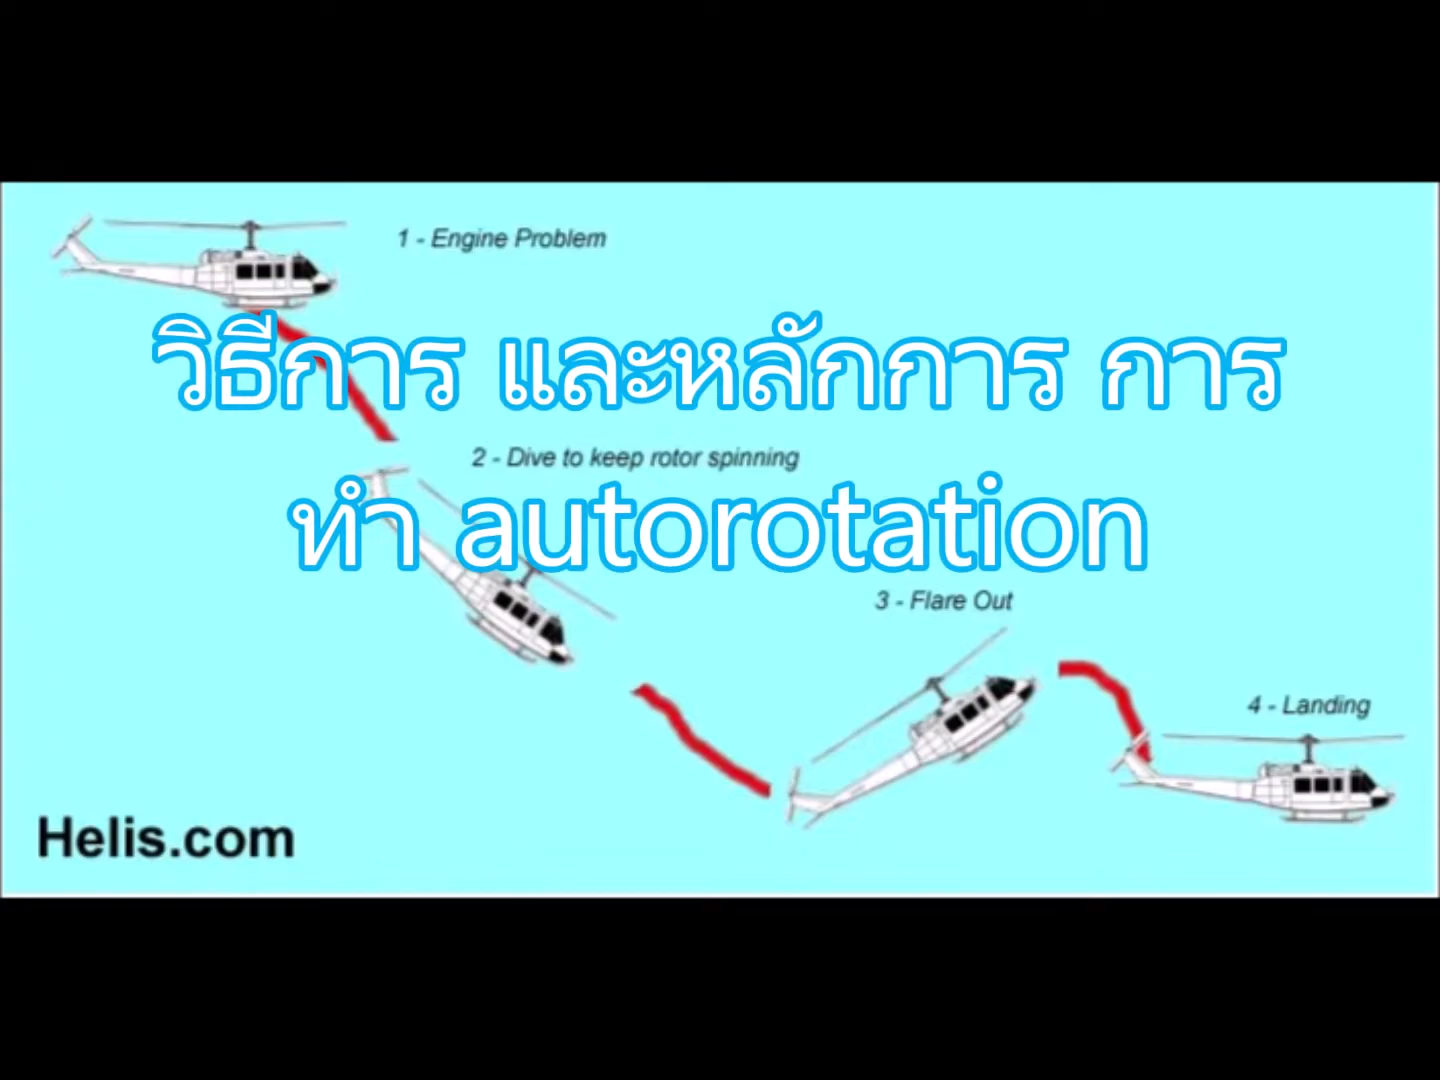 1 - Engine Problem
วิธีการ และหลักการ การ
2 - Dive to keep rotor spinning
ทำ autorotation
3 - Flare Out
4 - Landing
Helis.com